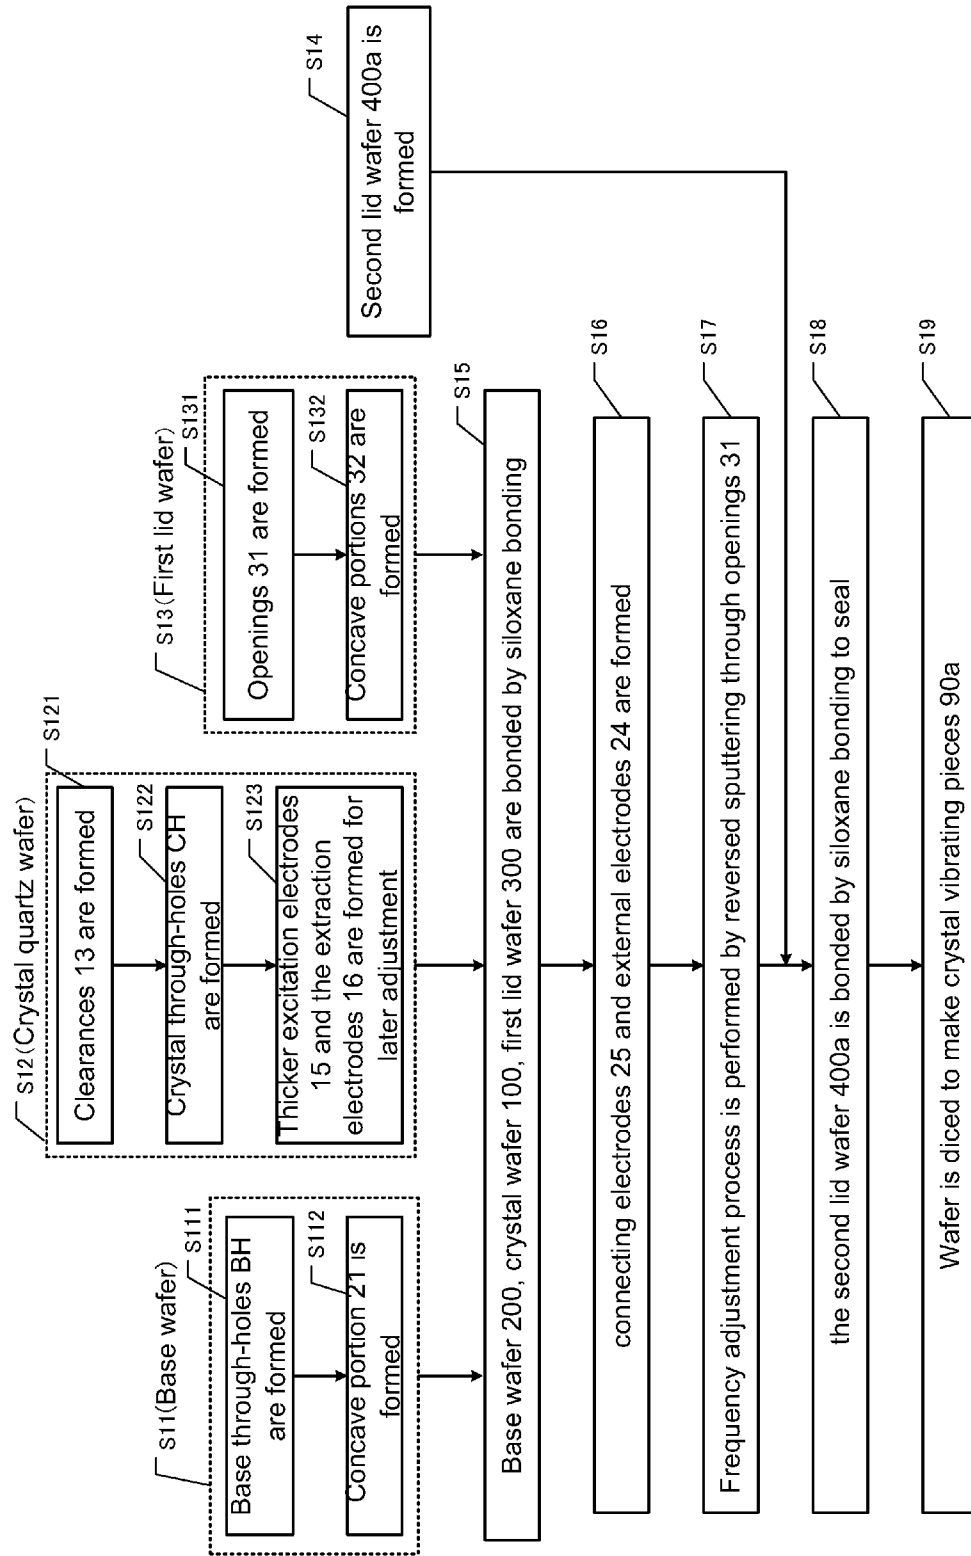 S11(Base wafer)
S111
Base through-holes BH
are formed
S112
Concave portion 21 is
formed
S12(Crystal quartz wafer)
S121
Clearances 13 are formed
S122
Crystal through-holes CH
are formed
S123
Thicker excitation electrodes
15 and the extraction
electrodes 16 are formed for
later adjustment
S13(First lid wafer)
S131
Openings 31 are formed
S132
Concave portions 32 are
formed
S14
Second lid wafer 400a is
formed
S15
Base wafer 200, crystal wafer 100, first lid wafer 300 are bonded by siloxane bonding
S16
connecting electrodes 25 and external electrodes 24 are formed
S17
Frequency adjustment process is performed by reversed sputtering through openings 31
S18
the second lid wafer 400a is bonded by siloxane bonding to seal
S19
Wafer is diced to make crystal vibrating pieces 90a